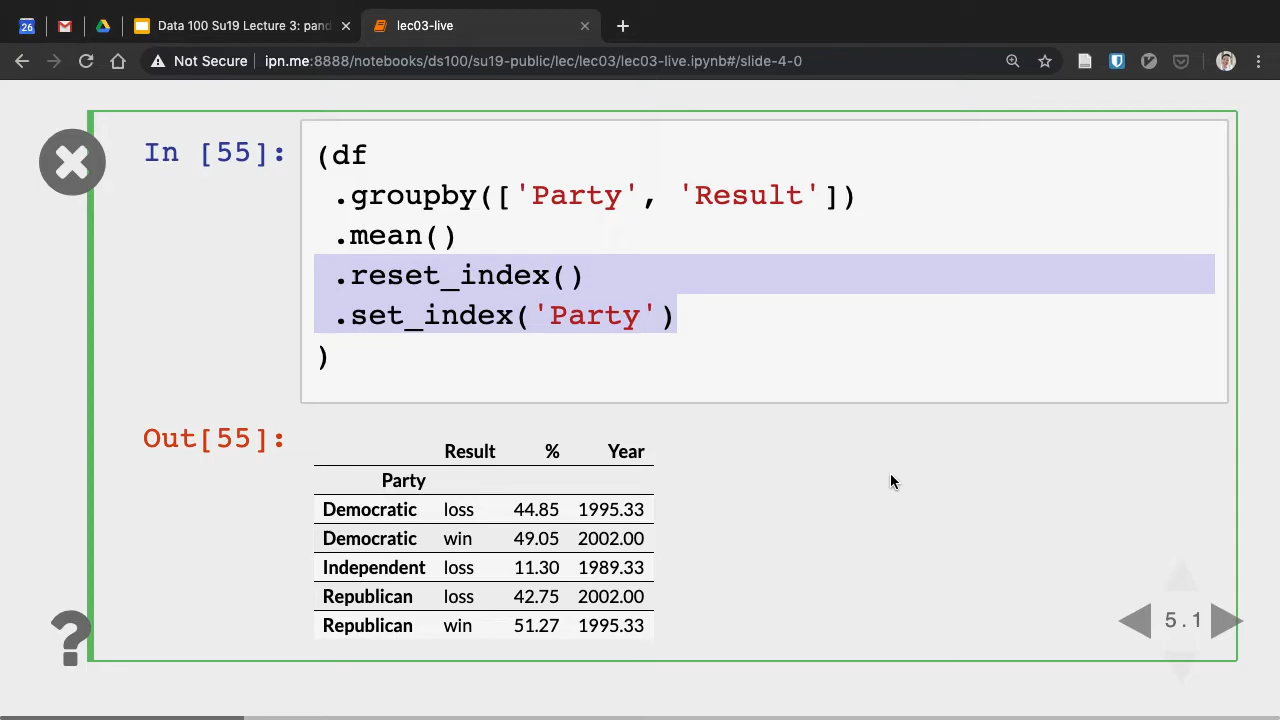 26 Data 100 Su19 Lecture 3: pand × lec03-live × +
Not Secure | ipn.me:8888/notebooks/ds100/su19-public/lec/lec03/lec03-live.ipynb#/slide-4-0
In [55]:
(df
.groupby(['Party', 'Result'])
.mean()
.reset_index()
.set_index('Party')
)
Out[55]:
Result % Year
Party
Democratic loss 44.85 1995.33
Democratic win 49.05 2002.00
Independent loss 11.30 1989.33
Republican loss 42.75 2002.00
Republican win 51.27 1995.33
5.1
?